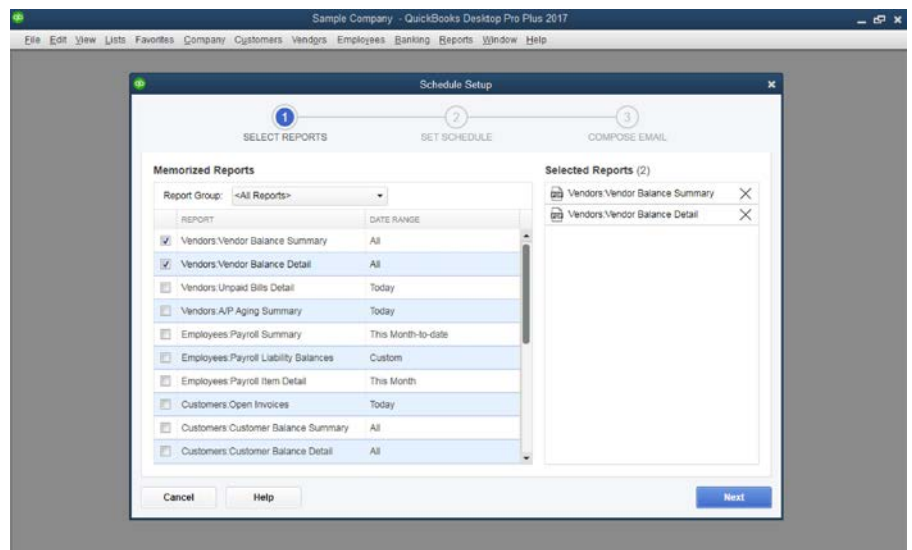 Sample Company - QuickBooks Desktop Pro Plus 2017
File Edit View Lists Favorites Company Customers Vendors Employees Banking Reports Window Help
Schedule Setup
1 2 3
SELECT REPORTS SET SCHEDULE COMPOSE EMAIL
Memorized Reports
Report Group: <All Reports>
REPORT DATE RANGE
Vendors:Vendor Balance Summary All
Vendors:Vendor Balance Detail All
Vendors:Unpaid Bills Detail Today
Vendors:A/P Aging Summary Today
Employees:Payroll Summary This Month-to-date
Employees:Payroll Liability Balances Custom
Employees:Payroll Item Detail This Month
Customers:Open Invoices Today
Customers:Customer Balance Summary All
Customers:Customer Balance Detail All
Selected Reports (2)
Vendors:Vendor Balance Summary
Vendors:Vendor Balance Detail
Cancel Help Next